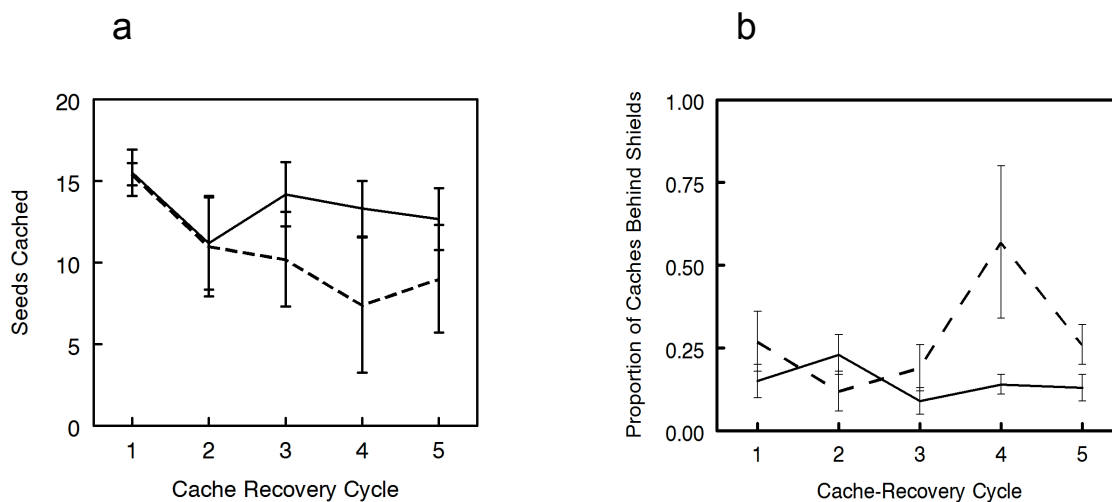 a
20
15
10
5
0
Seeds Cached
1 2 3 4 5
Cache Recovery Cycle
b
1.00
0.75
0.50
0.25
0.00
Proportion of Caches Behind Shields
1 2 3 4 5
Cache-Recovery Cycle